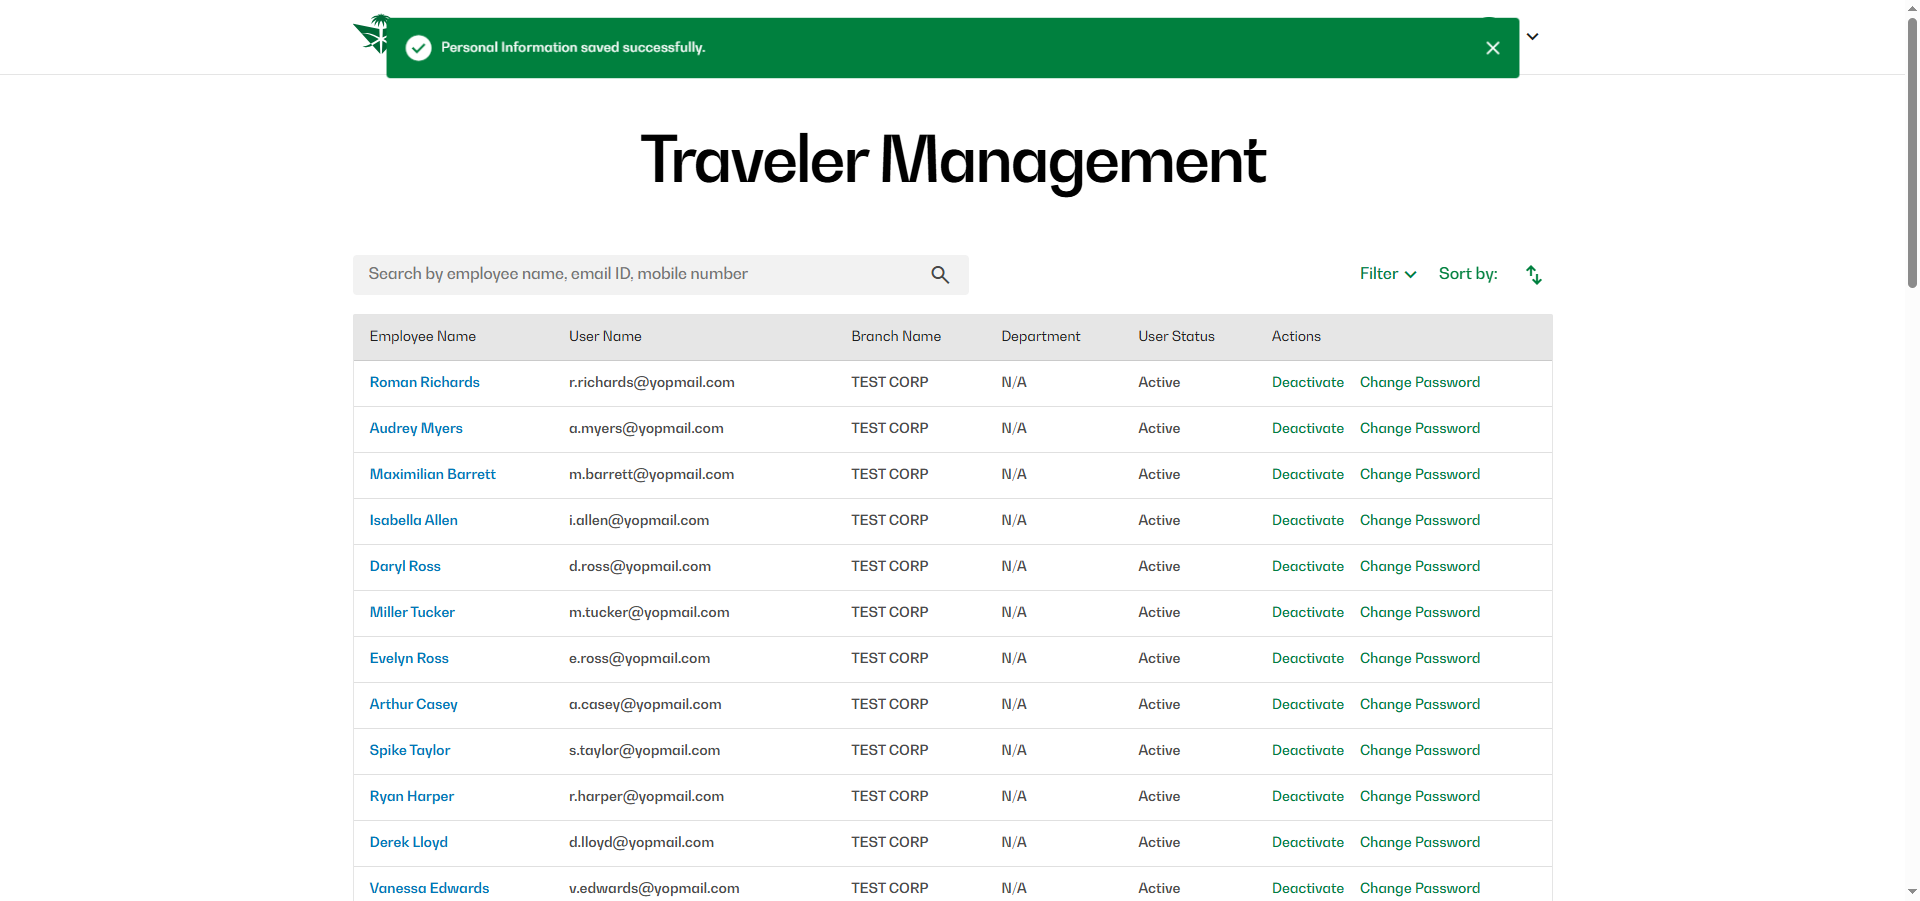 Personal Information saved successfully.
Traveler Management
Search by employee name, email ID, mobile number
Filter Sort by:
Employee Name User Name Branch Name Department User Status Actions
Roman Richards r.richards@yopmail.com TEST CORP N/A Active Deactivate Change Password
Audrey Myers a.myers@yopmail.com TEST CORP N/A Active Deactivate Change Password
Maximilian Barrett m.barrett@yopmail.com TEST CORP N/A Active Deactivate Change Password
Isabella Allen i.allen@yopmail.com TEST CORP N/A Active Deactivate Change Password
Daryl Ross d.ross@yopmail.com TEST CORP N/A Active Deactivate Change Password
Miller Tucker m.tucker@yopmail.com TEST CORP N/A Active Deactivate Change Password
Evelyn Ross e.ross@yopmail.com TEST CORP N/A Active Deactivate Change Password
Arthur Casey a.casey@yopmail.com TEST CORP N/A Active Deactivate Change Password
Spike Taylor s.taylor@yopmail.com TEST CORP N/A Active Deactivate Change Password
Ryan Harper r.harper@yopmail.com TEST CORP N/A Active Deactivate Change Password
Derek Lloyd d.lloyd@yopmail.com TEST CORP N/A Active Deactivate Change Password
Vanessa Edwards v.edwards@yopmail.com TEST CORP N/A Active Deactivate Change Password